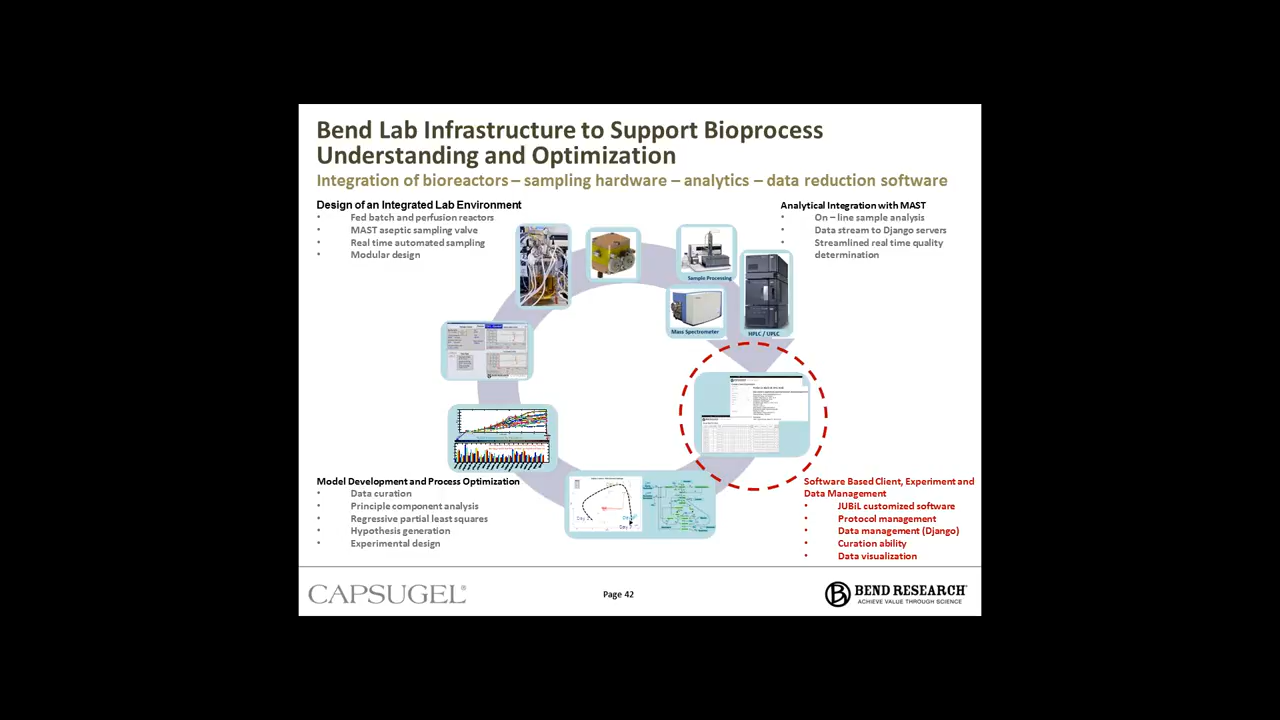 Bend Lab Infrastructure to Support Bioprocess
Understanding and Optimization
Integration of bioreactors – sampling hardware – analytics – data reduction software
Design of an Integrated Lab Environment
• Fed batch and perfusion reactors
• MAST aseptic sampling valve
• Real time automated sampling
• Modular design
Analytical Integration with MAST
• On – line sample analysis
• Data stream to Django servers
• Streamlined real time quality
determination
Sample Processing
Mass Spectrometer
HPLC / UPLC
Model Development and Process Optimization
• Data curation
• Principle component analysis
• Regressive partial least squares
• Hypothesis generation
• Experimental design
Software Based Client, Experiment and
Data Management
• JUBiL customized software
• Protocol management
• Data management (Django)
• Curation ability
• Data visualization
CAPSUGEL®
Page 42
BEND RESEARCH
ACHIEVE VALUE THROUGH SCIENCE